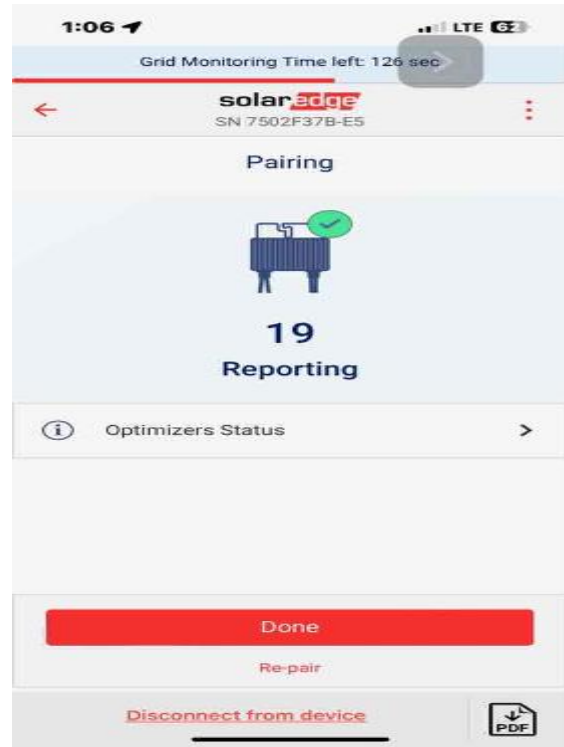 1:06 LTE 62
Grid Monitoring Time left: 126 sec
solaredge
SN 7502F37B-E5
Pairing
19
Reporting
Optimizers Status
Done
Re-pair
Disconnect from device
PDF